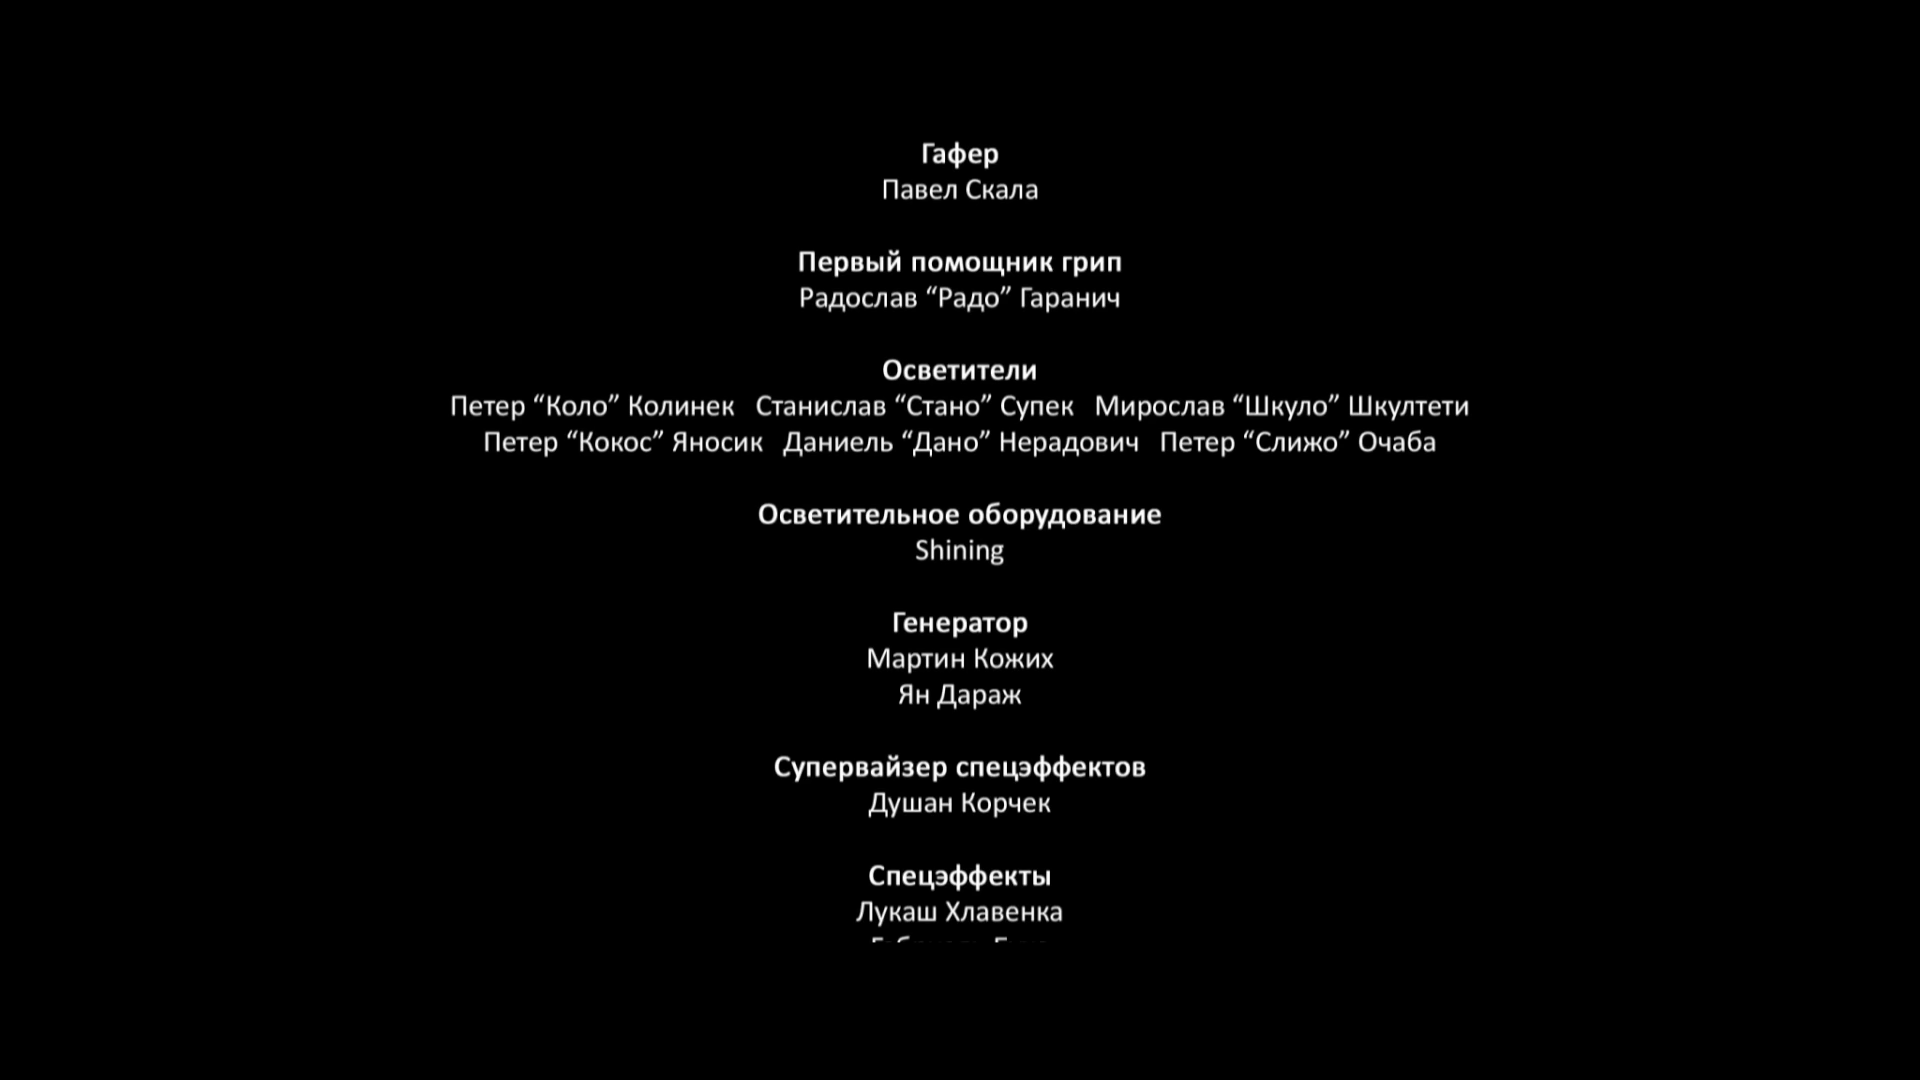 Гафер
Павел Скала
Первый помощник грип
Радослав “Радо” Гаранич
Осветители
Петер “Коло” Колинек Станислав “Стано” Супек Мирослав “Шкуло” Шкултети
Петер “Кокос” Яносик Даниель “Дано” Нерадович Петер “Слижо” Очаба
Осветительное оборудование
Shining
Генератор
Мартин Кожих
Ян Дараж
Супервайзер спецэффектов
Душан Корчек
Спецэффекты
Лукаш Хлавенка